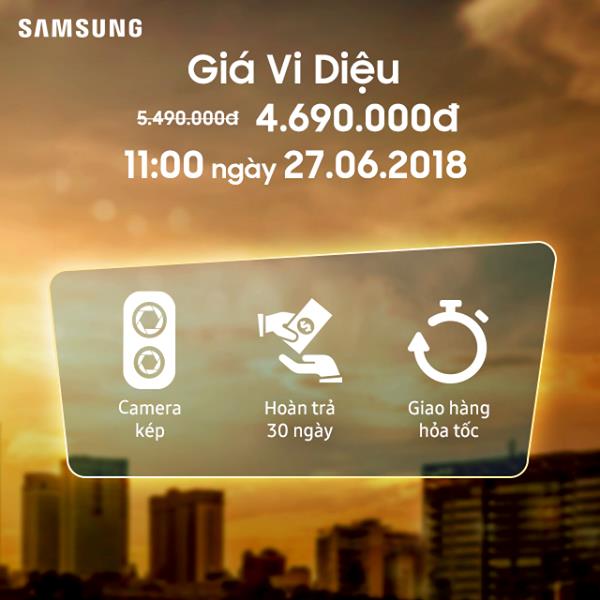 SAMSUNG
Giá Vi Diệu
5.490.000đ 4.690.000đ
11:00 ngày 27.06.2018
Camera
kép
Hoàn trả
30 ngày
Giao hàng
hỏa tốc